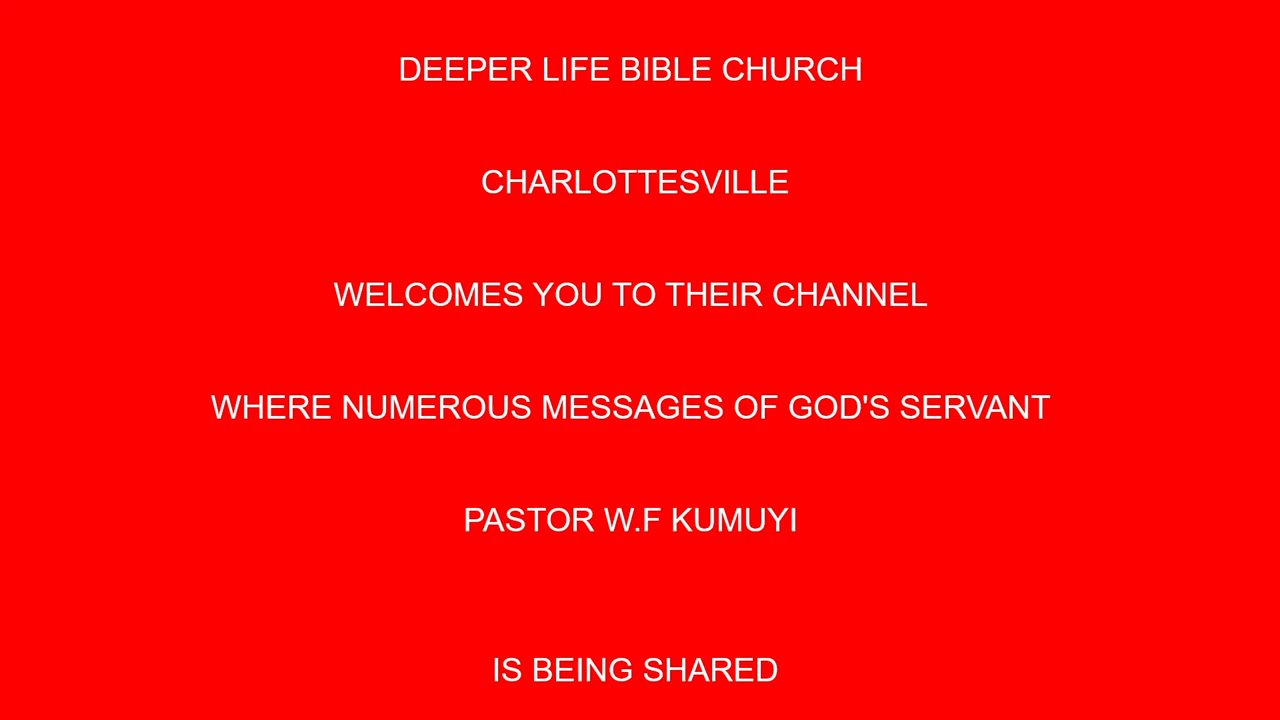 DEEPER LIFE BIBLE CHURCH
CHARLOTTESVILLE
WELCOMES YOU TO THEIR CHANNEL
WHERE NUMEROUS MESSAGES OF GOD'S SERVANT
PASTOR W.F KUMUYI
IS BEING SHARED